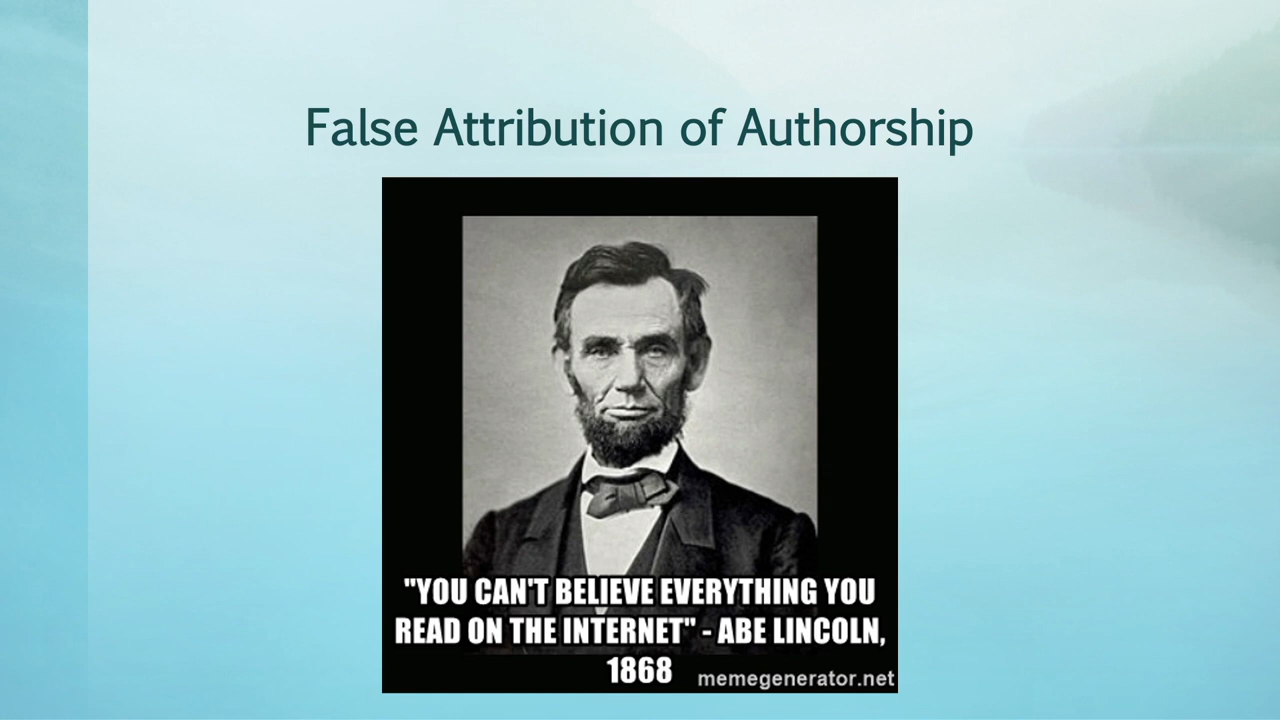 False Attribution of Authorship
"YOU CAN'T BELIEVE EVERYTHING YOU
READ ON THE INTERNET" - ABE LINCOLN,
1868
memegenerator.net